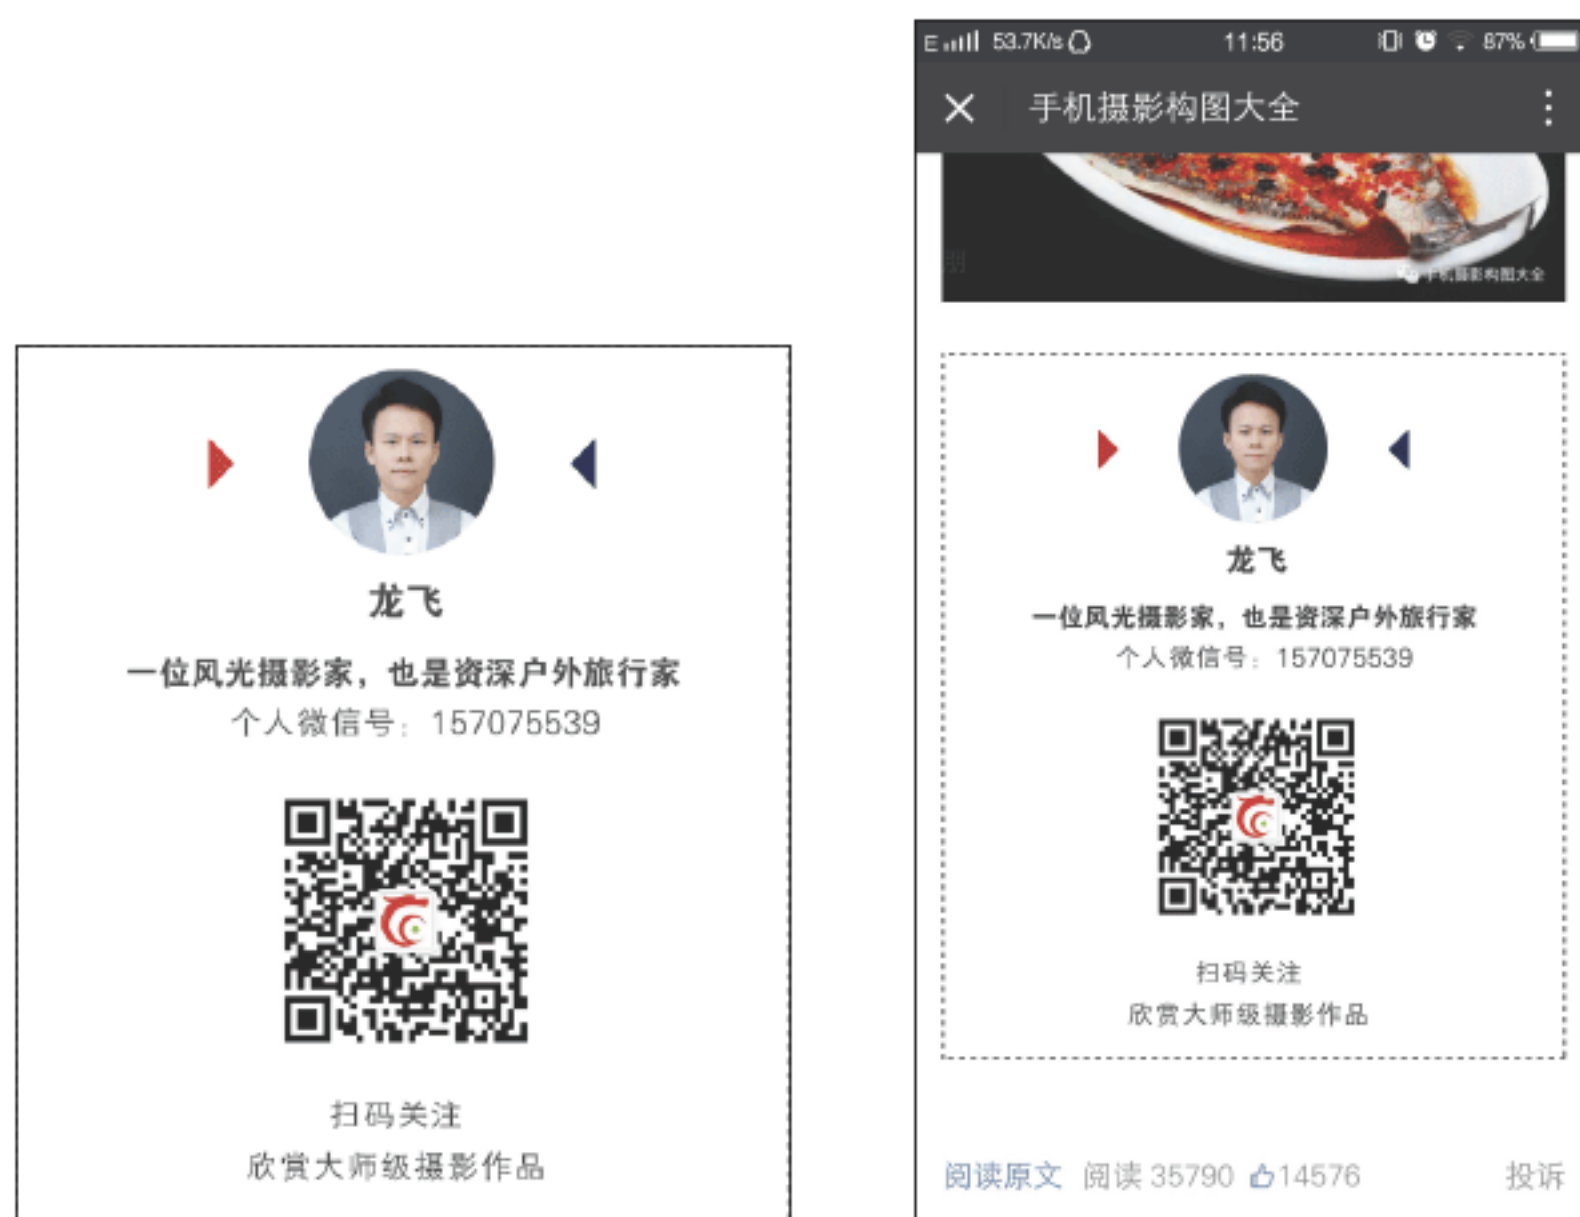 龙飞
一位风光摄影家，也是资深户外旅行家
个人微信号：157075539
扫码关注
欣赏大师级摄影作品
E 53.7K/s 11:56 87%
手机摄影构图大全
手机摄影构图大全
龙飞
一位风光摄影家，也是资深户外旅行家
个人微信号：157075539
扫码关注
欣赏大师级摄影作品
阅读原文 阅读 35790 14576 投诉